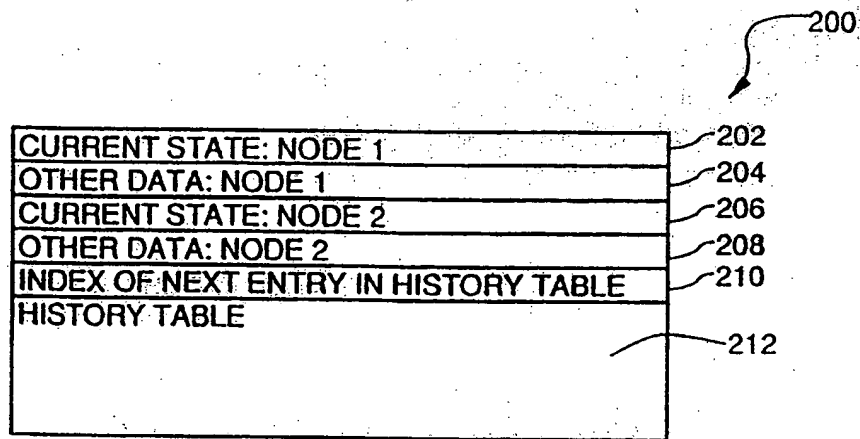 200
CURRENT STATE: NODE 1 202
OTHER DATA: NODE 1 204
CURRENT STATE: NODE 2 206
OTHER DATA: NODE 2 208
INDEX OF NEXT ENTRY IN HISTORY TABLE 210
HISTORY TABLE
212